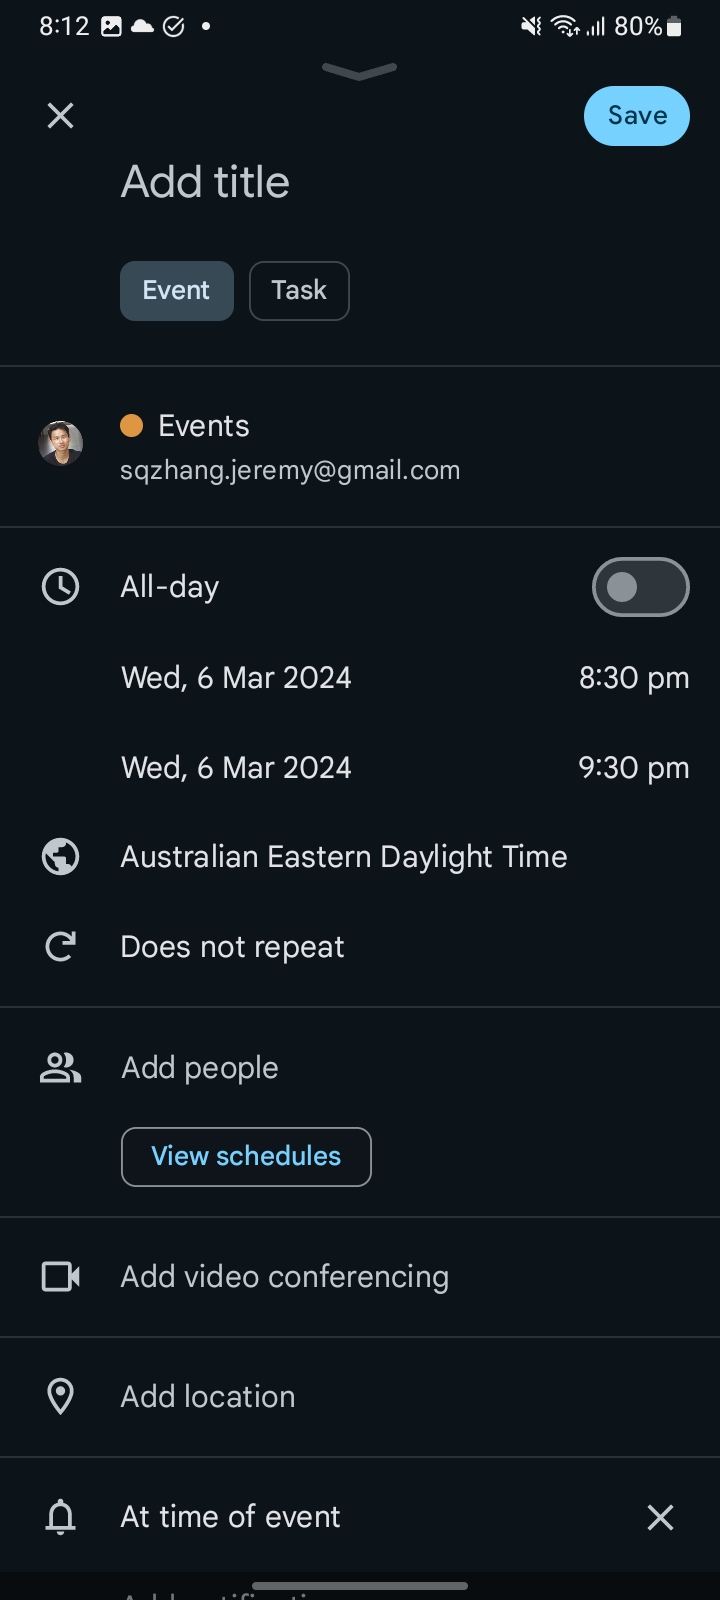 8:12
80%
Save
Add title
Event
Task
Events
sqzhang.jeremy@gmail.com
All-day
Wed, 6 Mar 2024
8:30 pm
Wed, 6 Mar 2024
9:30 pm
Australian Eastern Daylight Time
Does not repeat
Add people
View schedules
Add video conferencing
Add location
At time of event